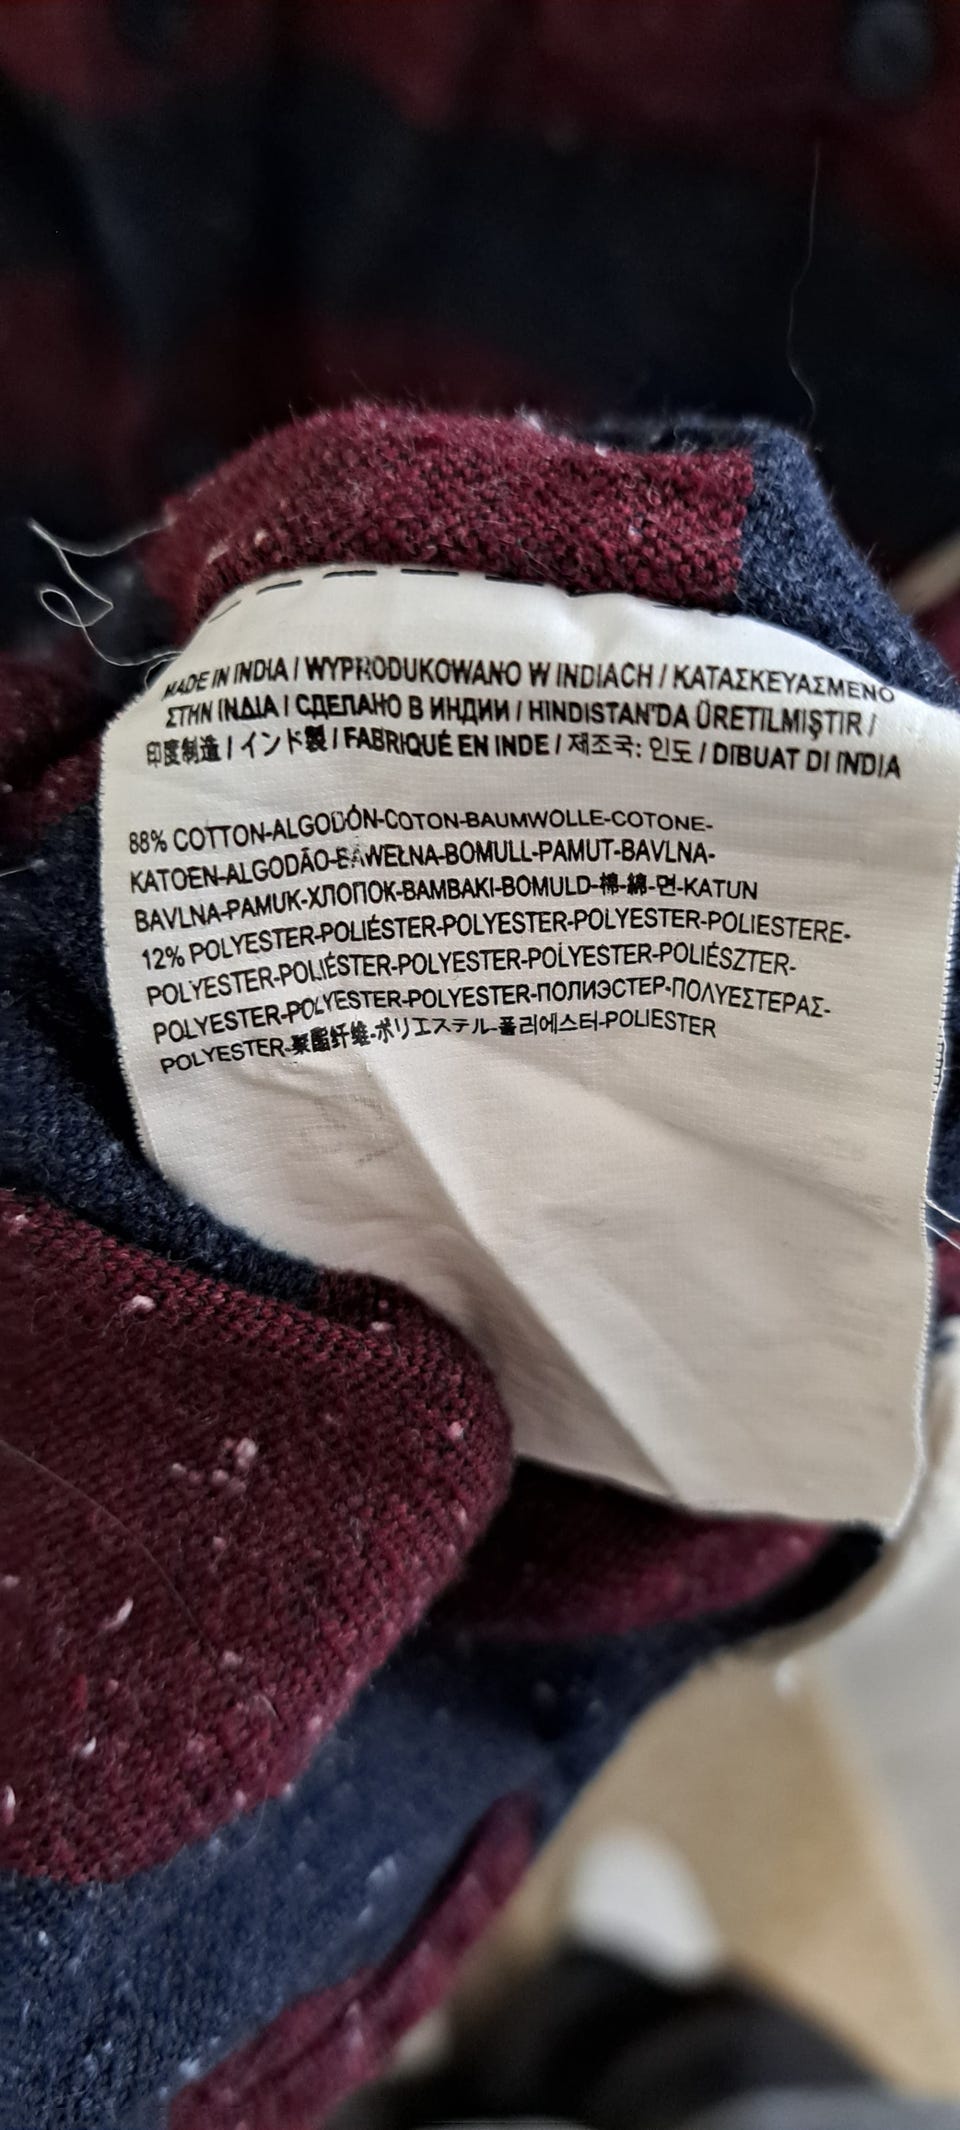 MADE IN INDIA / WYPRODUKOWANO W INDIACH / ΚΑΤΑΣΚΕΥΑΣΜΕΝΟ
ΣΤΗΝ ΙΝΔΙΑ / СДЕЛАНО В ИНДИИ / HINDISTAN'DA ÜRETILMIŞTIR /
印度制造 / インド製 / FABRIQUÉ EN INDE / 제조국: 인도 / DIBUAT DI INDIA
88% COTTON-ALGODÓN-COTON-BAUMWOLLE-COTONE-
KATOEN-ALGODÃO-BAWEŁNA-BOMULL-PAMUT-BAVLNA-
BAVLNA-PAMUK-ХЛОПОК-ΒΑΜΒΑΚΙ-BOMULD-棉-綿-면-KATUN
12% POLYESTER-POLIÉSTER-POLYESTER-POLYESTER-POLIESTERE-
POLYESTER-POLIÉSTER-POLYESTER-POLYESTER-POLIÉSZTER-
POLYESTER-POLYESTER-POLYESTER-ПОЛИЭСТЕР-ΠΟΛΥΕΣΤΕΡΑΣ-
POLYESTER-聚酯纤维-ポリエステル-폴리에스터-POLIESTER